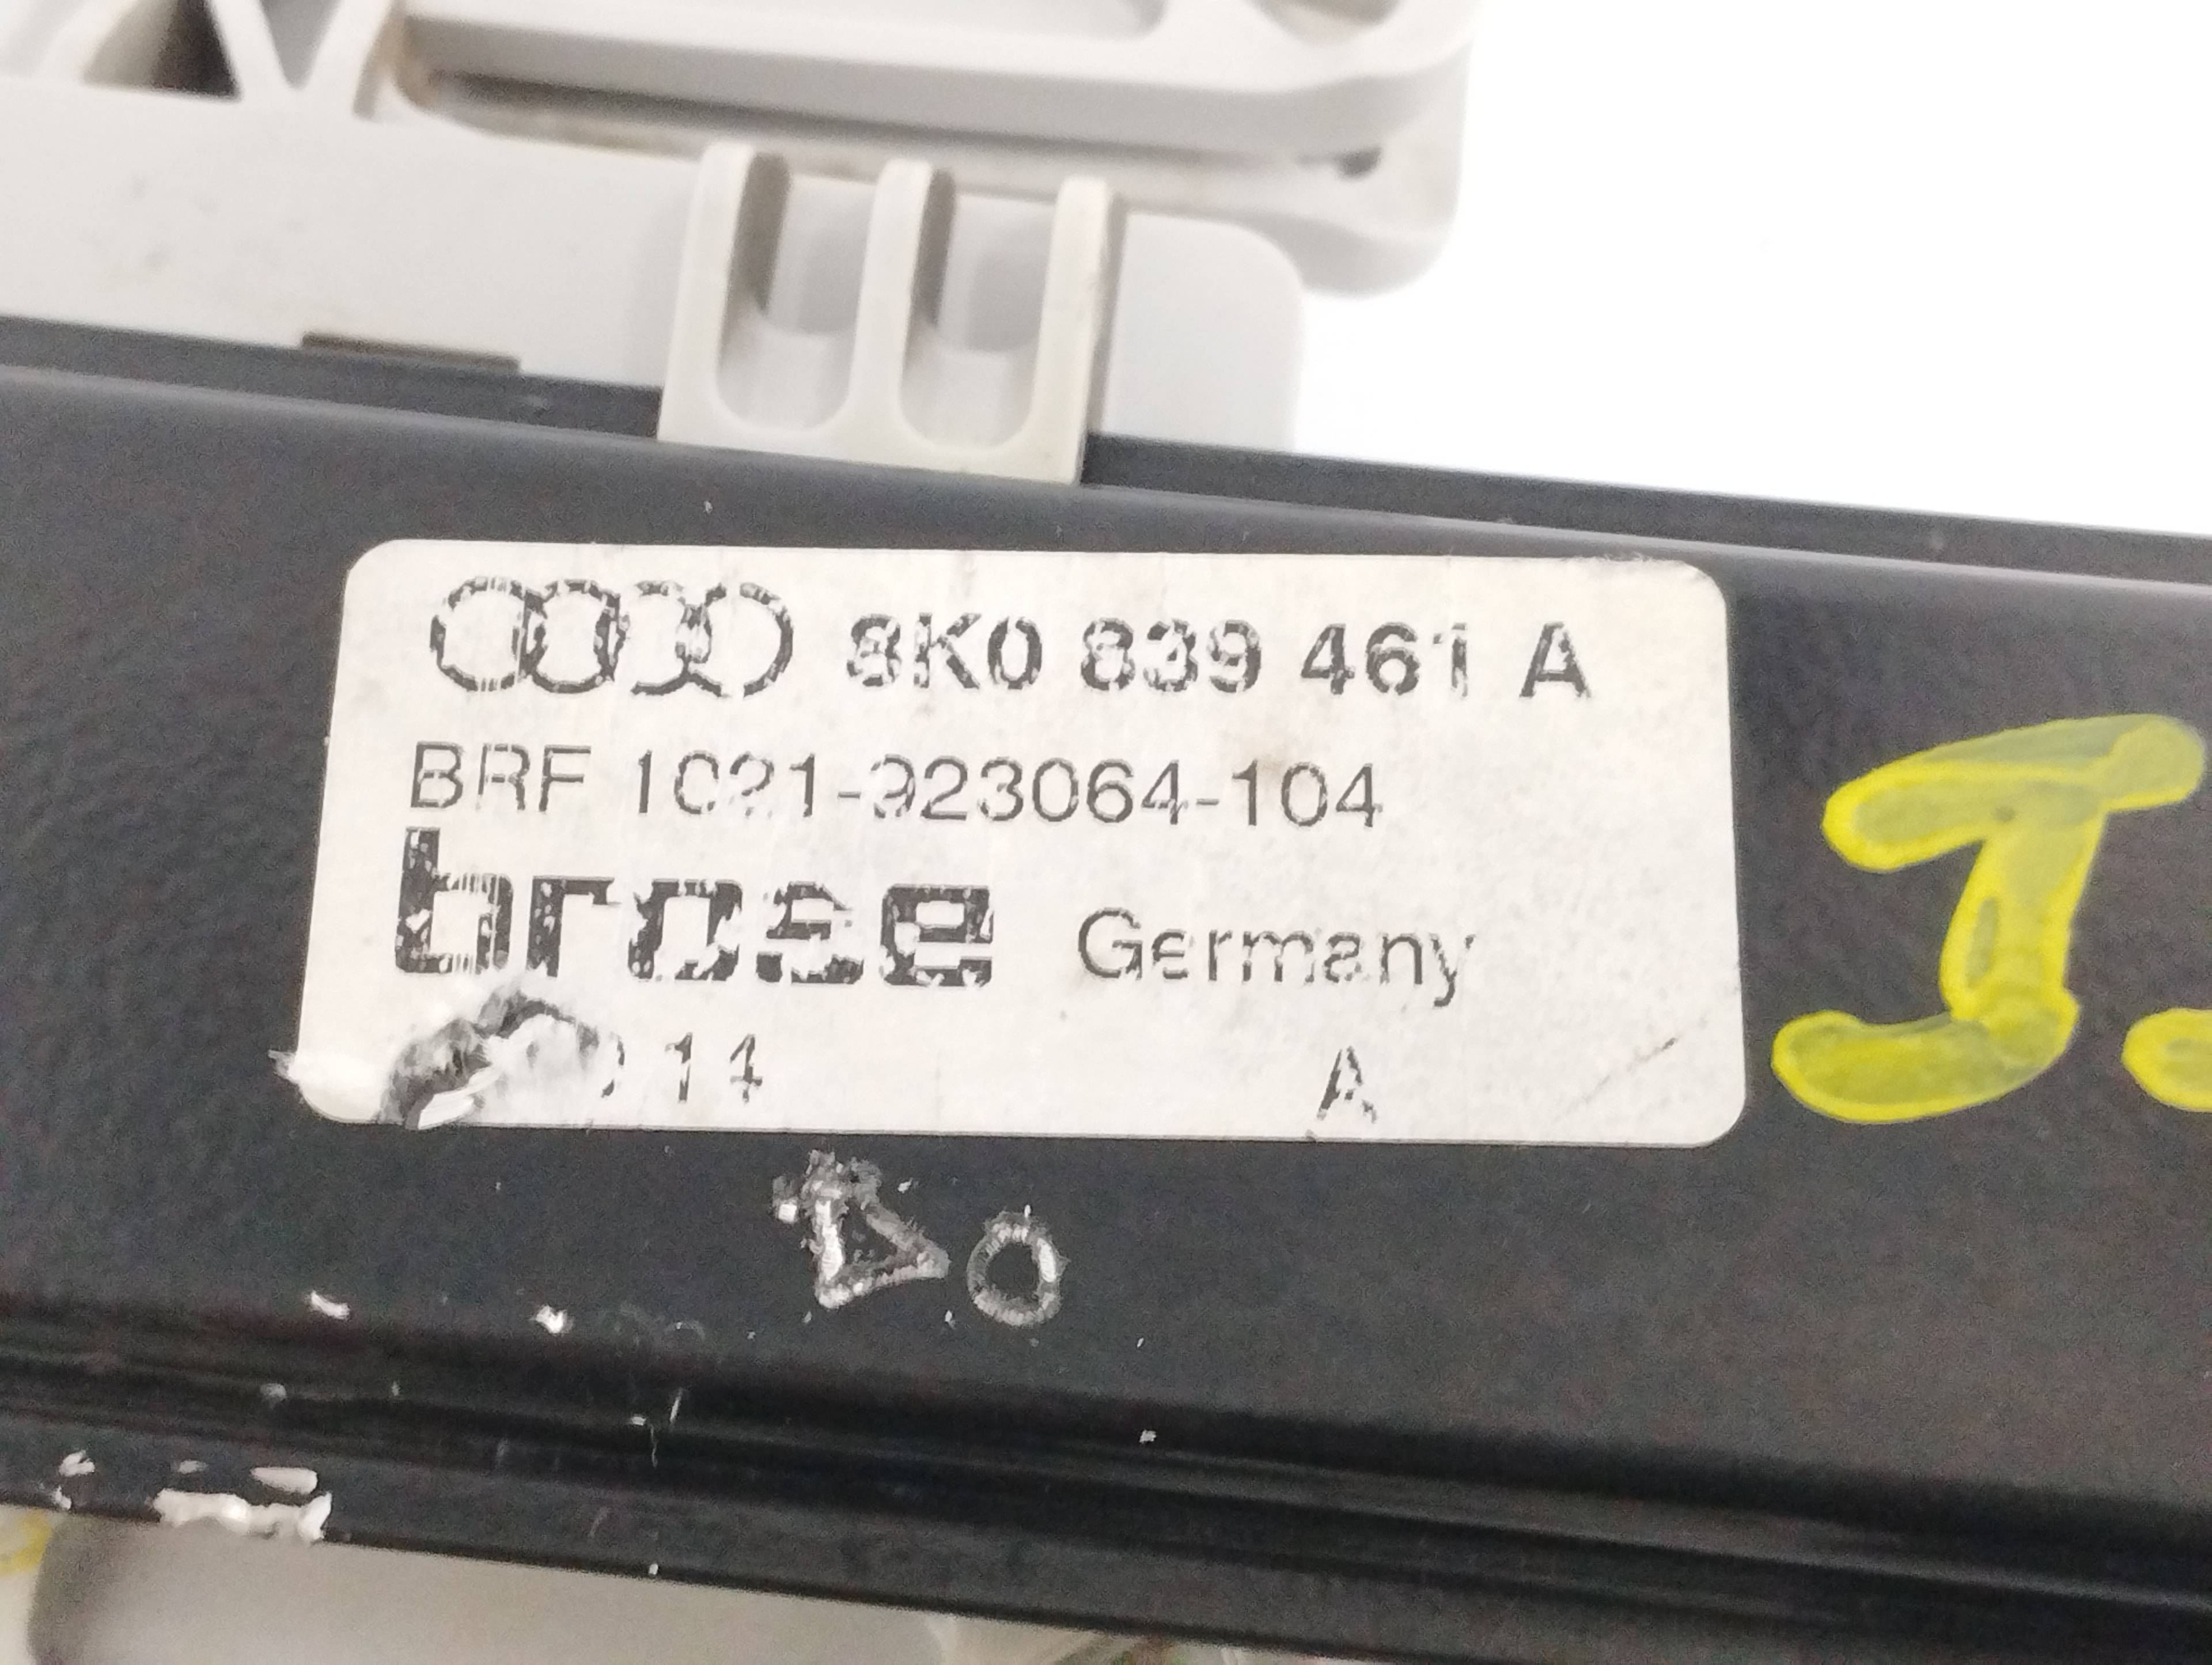 8K0 839 461 A
BRF 1021-923064-104
brose Germany
14 A